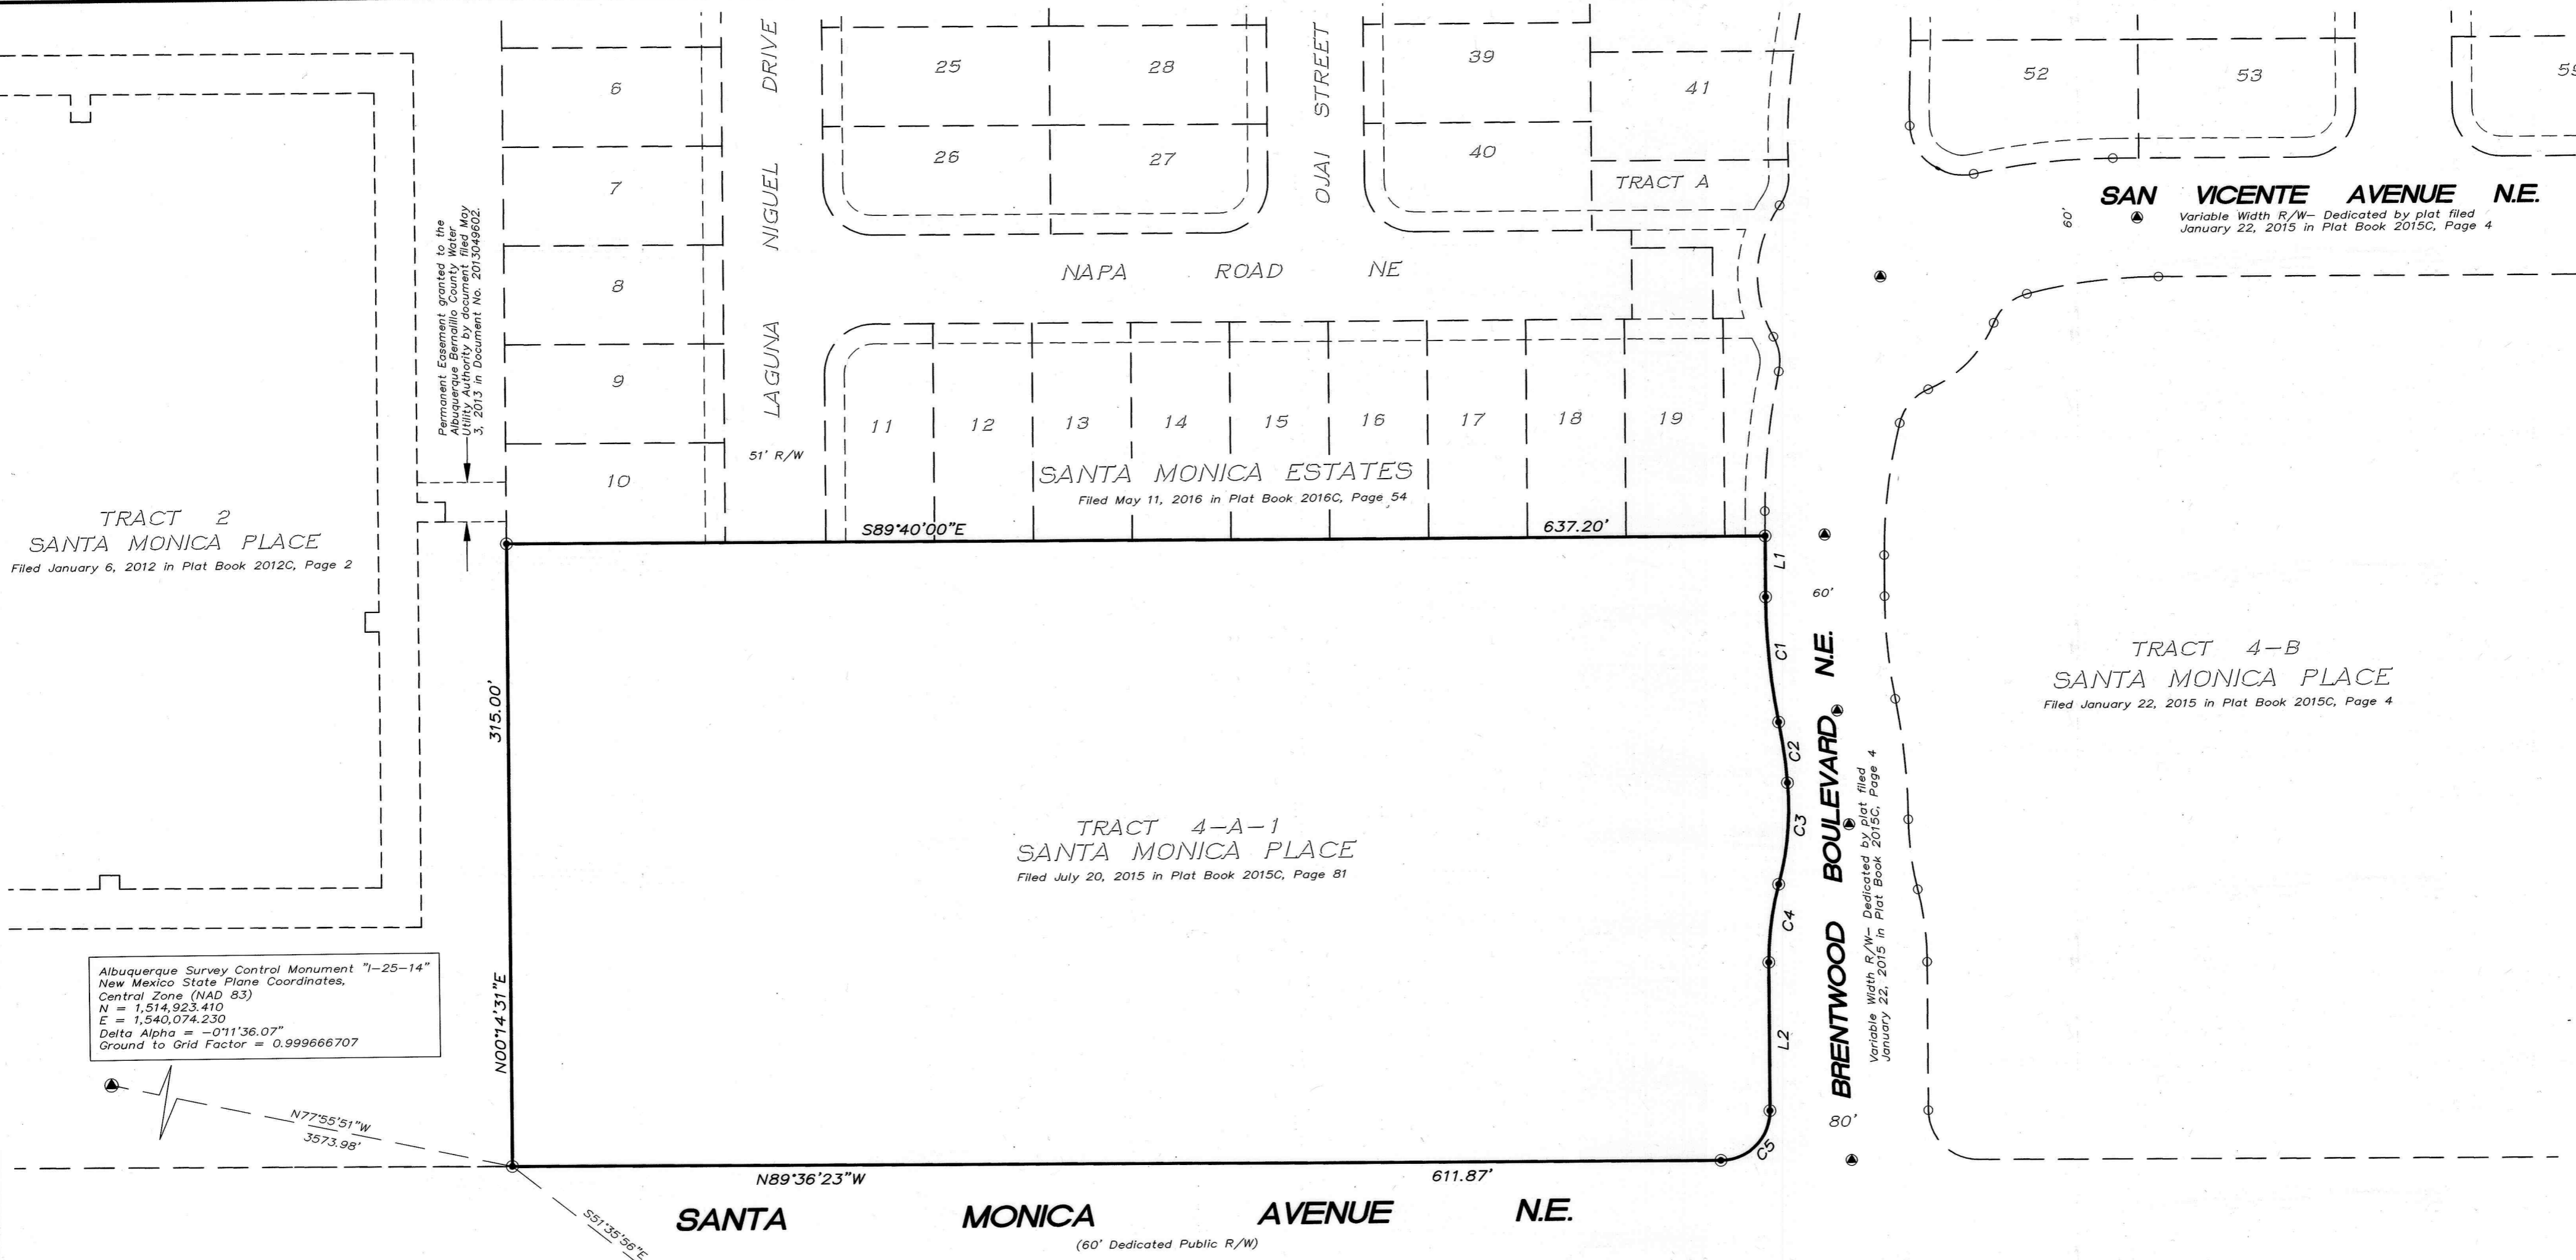 6
7
8
9
10
LAGUNA NIGUEL DRIVE
51' R/W
25
28
26
27
OJAI STREET
39
40
41
TRACT A
52
53
SAN VICENTE AVENUE N.E.
60'
Variable Width R/W- Dedicated by plat filed
January 22, 2015 in Plat Book 2015C, Page 4
NAPA ROAD NE
Permanent Easement granted to the
Albuquerque Bernalillo County Water
Utility Authority by document filed May
3, 2013 in Document No. 2013049602.
11
12
13
14
15
16
17
18
19
SANTA MONICA ESTATES
Filed May 11, 2016 in Plat Book 2016C, Page 54
TRACT 2
SANTA MONICA PLACE
Filed January 6, 2012 in Plat Book 2012C, Page 2
S89°40'00"E
637.20'
L1
60'
C1
C2
C3
C4
L2
C5
TRACT 4-B
SANTA MONICA PLACE
Filed January 22, 2015 in Plat Book 2015C, Page 4
315.00'
N00°14'31"E
TRACT 4-A-1
SANTA MONICA PLACE
Filed July 20, 2015 in Plat Book 2015C, Page 81
BRENTWOOD BOULEVARD, N.E.
Variable Width R/W- Dedicated by plat filed
January 22, 2015 in Plat Book 2015C, Page 4
80'
Albuquerque Survey Control Monument "I-25-14"
New Mexico State Plane Coordinates,
Central Zone (NAD 83)
N = 1,514,923.410
E = 1,540,074.230
Delta Alpha = -0°11'36.07"
Ground to Grid Factor = 0.999666707
N77°55'51"W
3573.98'
N89°36'23"W
611.87'
S51°35'56"E
SANTA MONICA AVENUE N.E.
(60' Dedicated Public R/W)